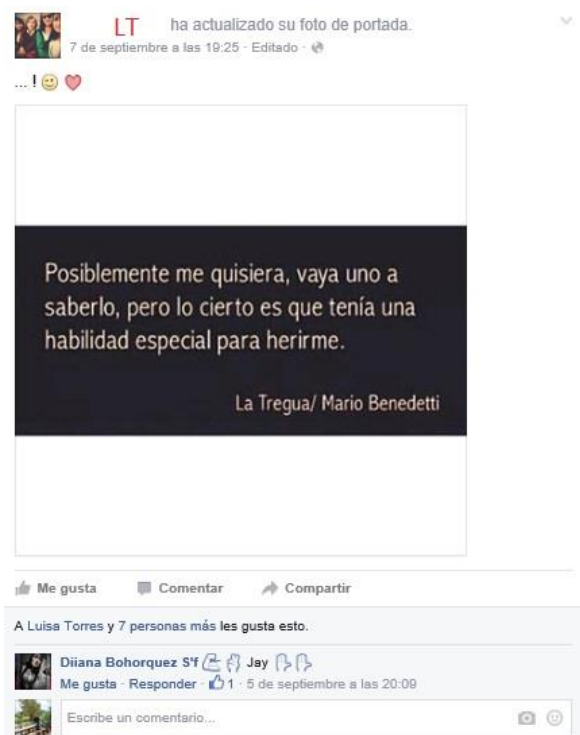 LT ha actualizado su foto de portada.
7 de septiembre a las 19:25 · Editado ·
... !
Posiblemente me quisiera, vaya uno a
saberlo, pero lo cierto es que tenía una
habilidad especial para herirme.
La Tregua/ Mario Benedetti
Me gusta Comentar Compartir
A Luisa Torres y 7 personas más les gusta esto.
Diiana Bohorquez S'f Jay
Me gusta · Responder · 1 · 5 de septiembre a las 20:09
Escribe un comentario...